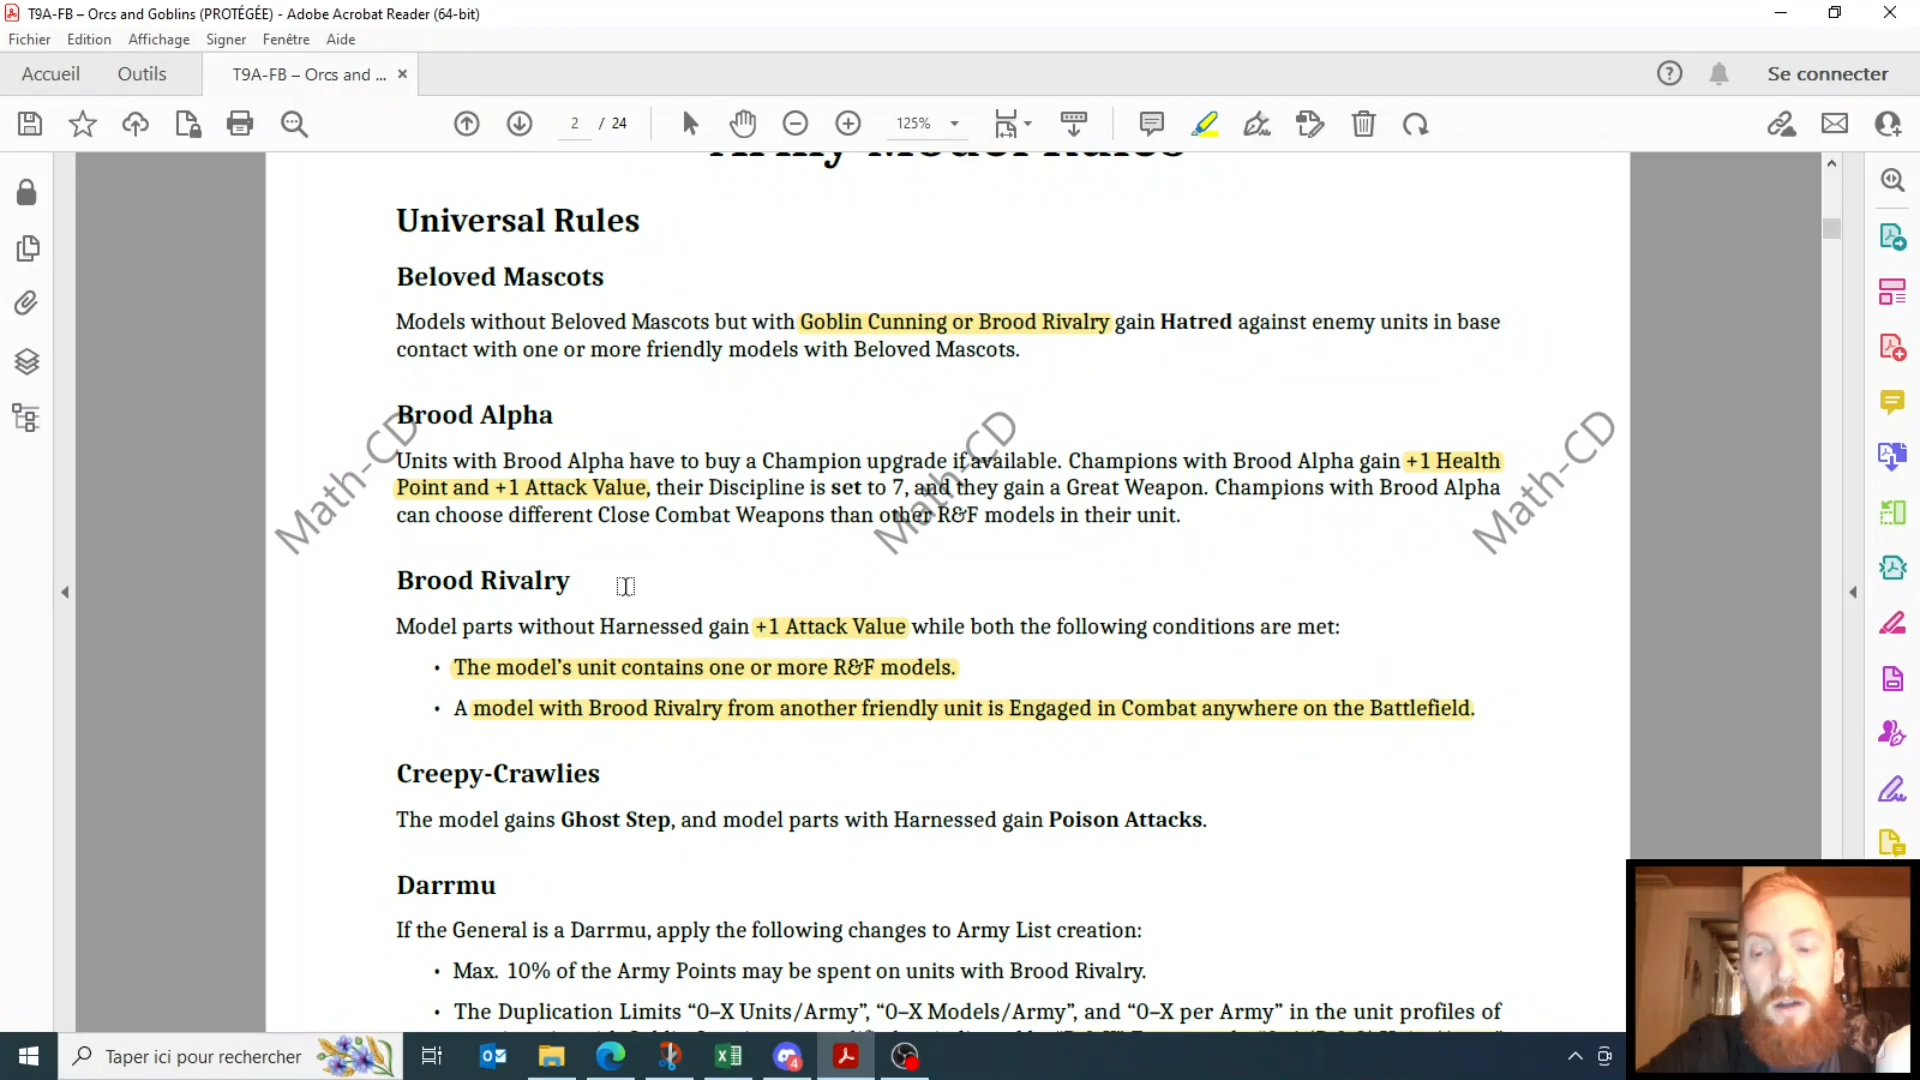 T9A-FB – Orcs and Goblins (PROTÉGÉE) - Adobe Acrobat Reader (64-bit)
Fichier Edition Affichage Signer Fenêtre Aide
Accueil Outils T9A-FB – Orcs and ... × Se connecter
2 / 24 125%
Army Model Rules
Universal Rules
Beloved Mascots
Models without Beloved Mascots but with Goblin Cunning or Brood Rivalry gain Hatred against enemy units in base
contact with one or more friendly models with Beloved Mascots.
Brood Alpha
Units with Brood Alpha have to buy a Champion upgrade if available. Champions with Brood Alpha gain +1 Health
Point and +1 Attack Value, their Discipline is set to 7, and they gain a Great Weapon. Champions with Brood Alpha
can choose different Close Combat Weapons than other R&F models in their unit.
Math-CD
Math-CD
Math-CD
Brood Rivalry
Model parts without Harnessed gain +1 Attack Value while both the following conditions are met:
• The model's unit contains one or more R&F models.
• A model with Brood Rivalry from another friendly unit is Engaged in Combat anywhere on the Battlefield.
Creepy-Crawlies
The model gains Ghost Step, and model parts with Harnessed gain Poison Attacks.
Darrmu
If the General is a Darrmu, apply the following changes to Army List creation:
• Max. 10% of the Army Points may be spent on units with Brood Rivalry.
• The Duplication Limits “0–X Units/Army”, “0–X Models/Army”, and “0–X per Army” in the unit profiles of
Taper ici pour rechercher
4